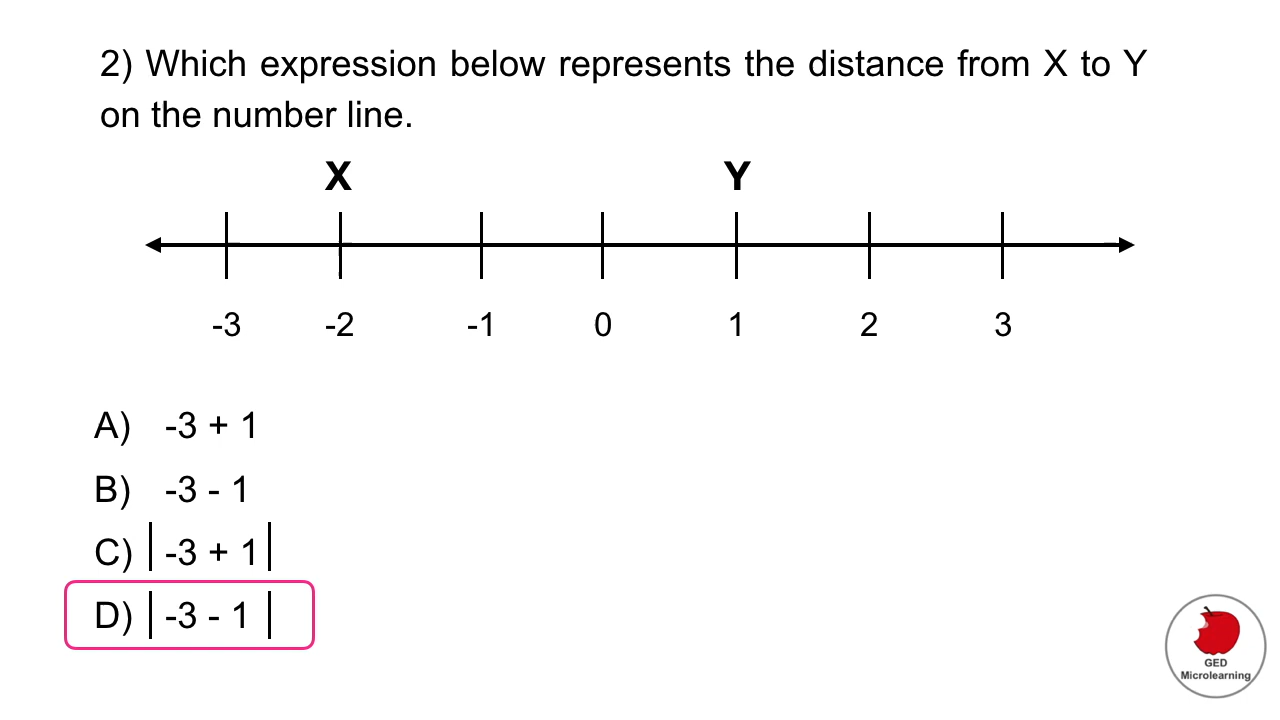 2) Which expression below represents the distance from X to Y
on the number line.
X Y
-3 -2 -1 0 1 2 3
A) -3 + 1
B) -3 - 1
C) | -3 + 1 |
D) | -3 - 1 |
GED
Microlearning